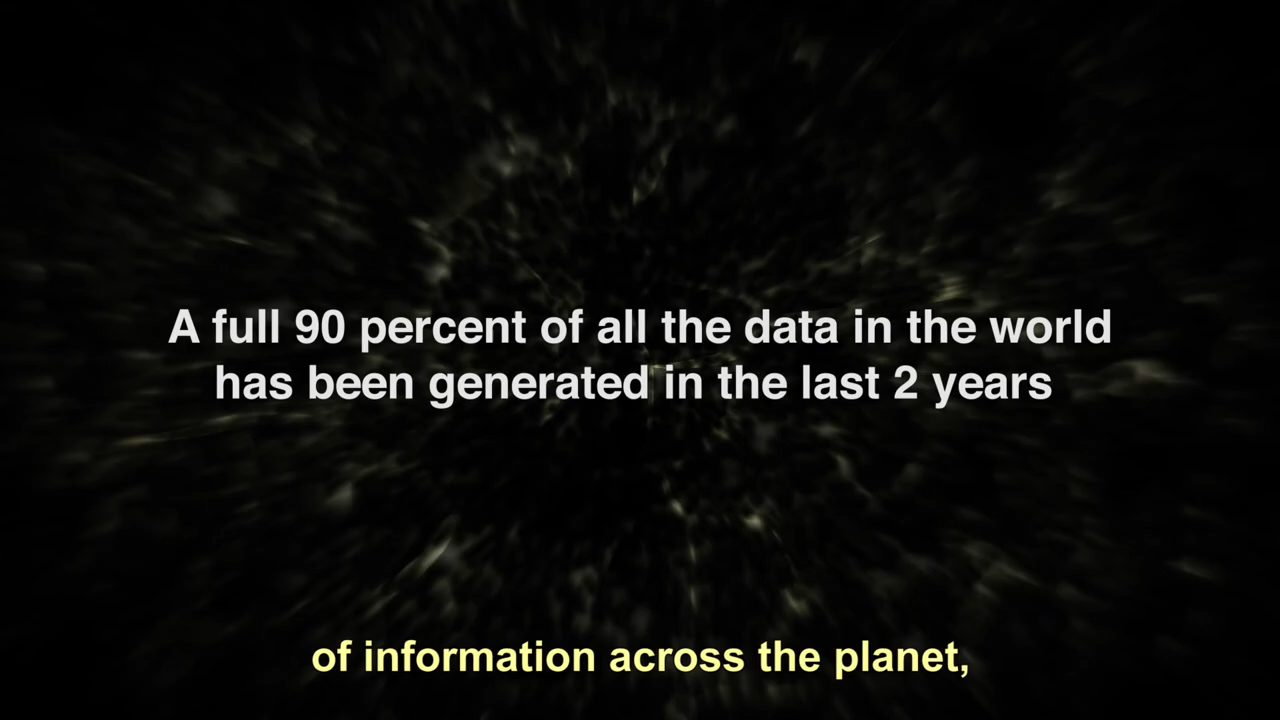 A full 90 percent of all the data in the world
has been generated in the last 2 years
of information across the planet,